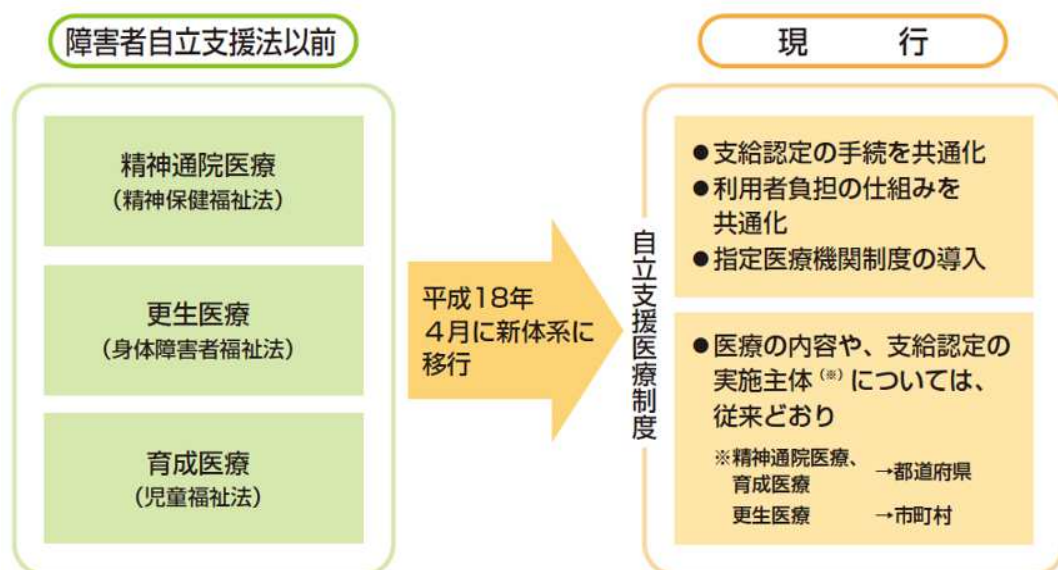 障害者自立支援法以前
精神通院医療
（精神保健福祉法）
更生医療
（身体障害者福祉法）
育成医療
（児童福祉法）
平成18年
４月に新体系に
移行
現　　行
自立支援医療制度
●支給認定の手続を共通化
●利用者負担の仕組みを
共通化
●指定医療機関制度の導入
●医療の内容や、支給認定の
実施主体（※）については、
従来どおり
※精神通院医療、
育成医療　→都道府県
更生医療　→市町村